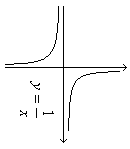 y = 1/x